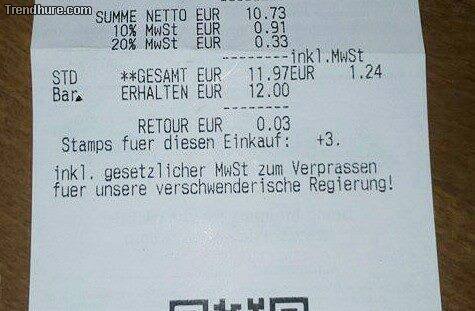 Trendhure.com
SUMME NETTO EUR 10.73
10% MwSt EUR 0.91
20% MwSt EUR 0.33
---------inkl.MwSt
STD **GESAMT EUR 11.97EUR 1.24
Bar ERHALTEN EUR 12.00
---------
RETOUR EUR 0.03
Stamps fuer diesen Einkauf: +3.
inkl. gesetzlicher MwSt zum Verprassen
fuer unsere verschwenderische Regierung!